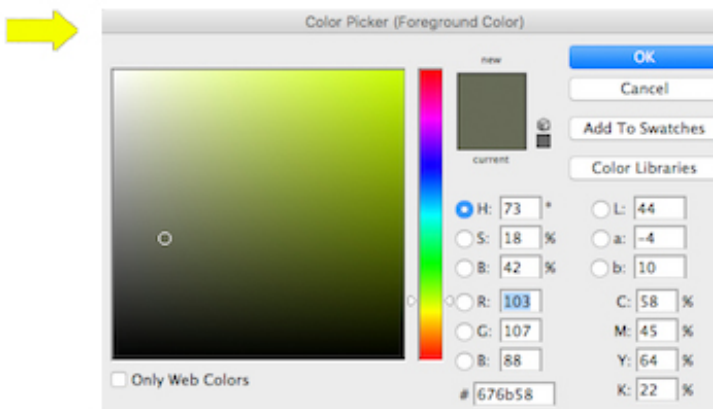 Color Picker (Foreground Color)
new
OK
Cancel
Add To Swatches
current
Color Libraries
H: 73 °
L: 44
S: 18 %
a: -4
B: 42 %
b: 10
R: 103
C: 58 %
G: 107
M: 45 %
B: 88
Y: 64 %
Only Web Colors
# 676b58
K: 22 %